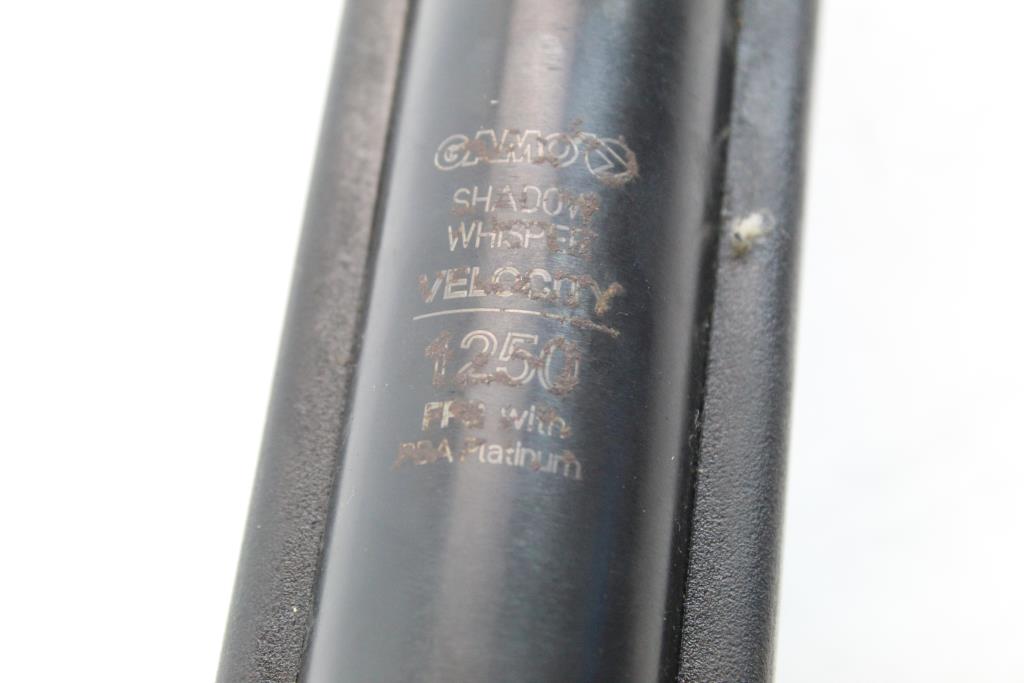 GAMO
SHADOW
WHISPER
VELOCITY
1250
FPS with
PBA Platinum